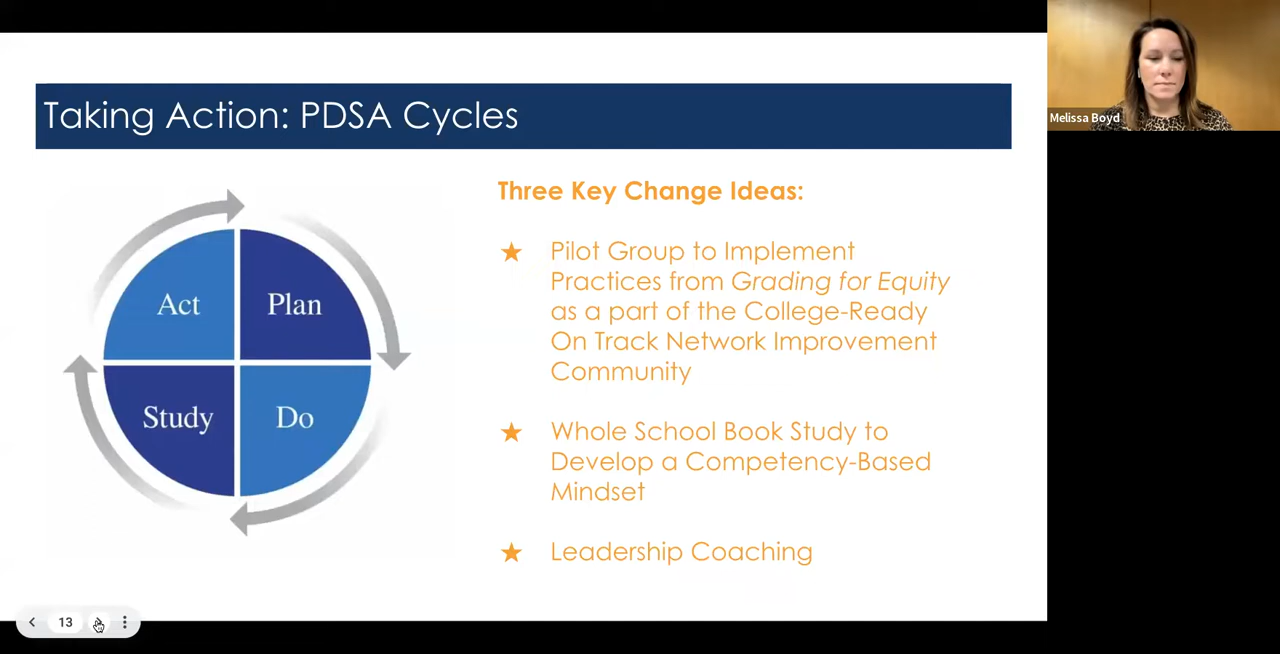 Taking Action: PDSA Cycles
Melissa Boyd
Act
Plan
Study
Do
Three Key Change Ideas:
Pilot Group to Implement
Practices from Grading for Equity
as a part of the College-Ready
On Track Network Improvement
Community
Whole School Book Study to
Develop a Competency-Based
Mindset
Leadership Coaching
13